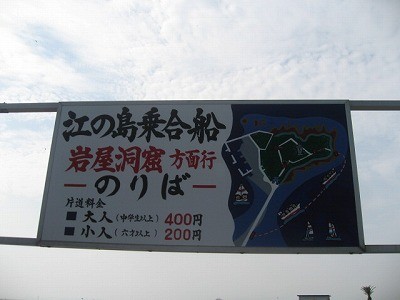 江の島乗合船
岩屋洞窟 方面行
ーのりばー
片道料金
■大人(中学生以上) 400円
■小人(六才以上) 200円